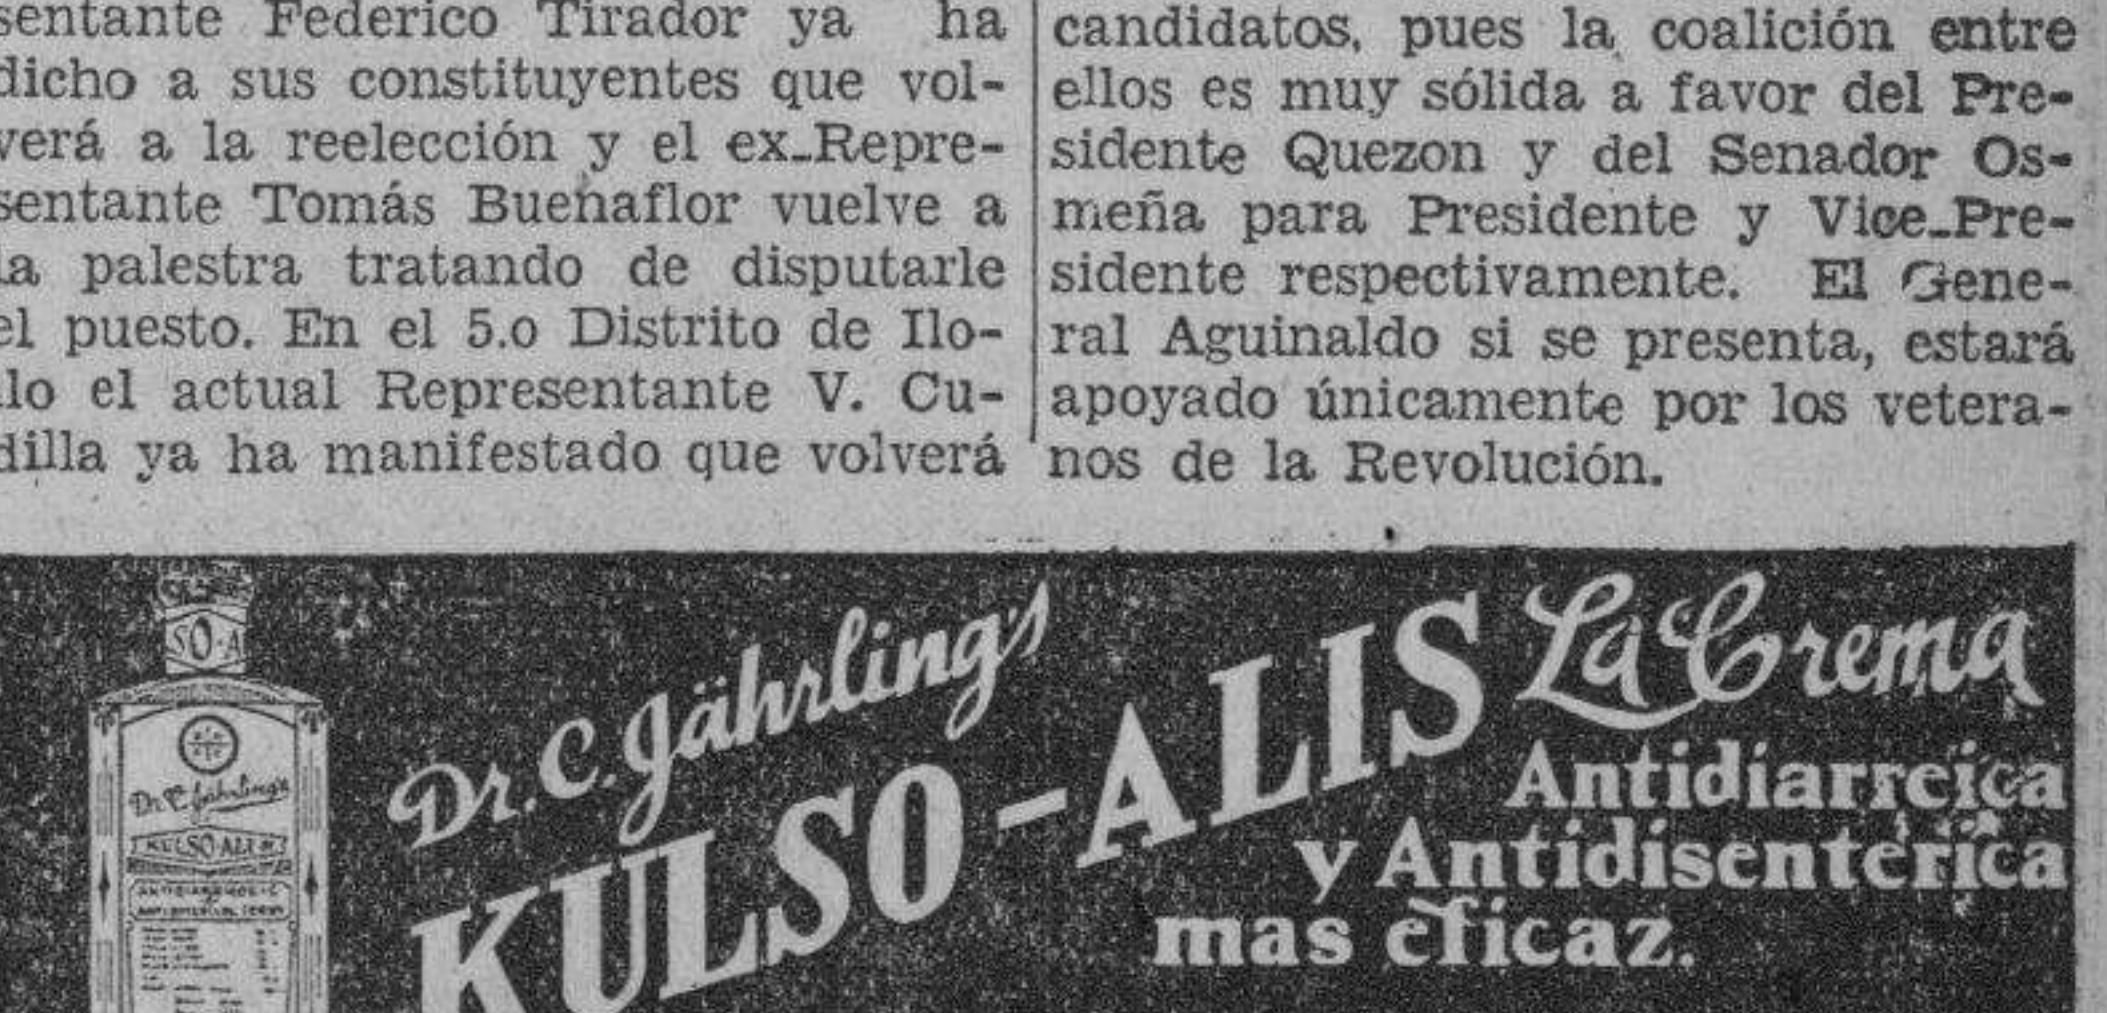 sentante Federico Tirador ya ha
dicho a sus constituyentes que vol-
verá a la reelección y el ex-Repre-
sentante Tomás Buenaflor vuelve a
la palestra tratando de disputarle
el puesto. En el 5.o Distrito de Ilo-
ilo el actual Representante V. Cu-
dilla ya ha manifestado que volverá
candidatos, pues la coalición entre
ellos es muy sólida a favor del Pre-
sidente Quezon y del Senador Os-
meña para Presidente y Vice-Pre-
sidente respectivamente. El Gene-
ral Aguinaldo si se presenta, estará
apoyado únicamente por los vetera-
nos de la Revolución.
SO-A
Dr. C. Jährling's
KULSO-ALIS
Dr. C. Jährling's
KULSO-ALIS
La Crema
Antidiarreica
y Antidisentérica
mas eficaz.